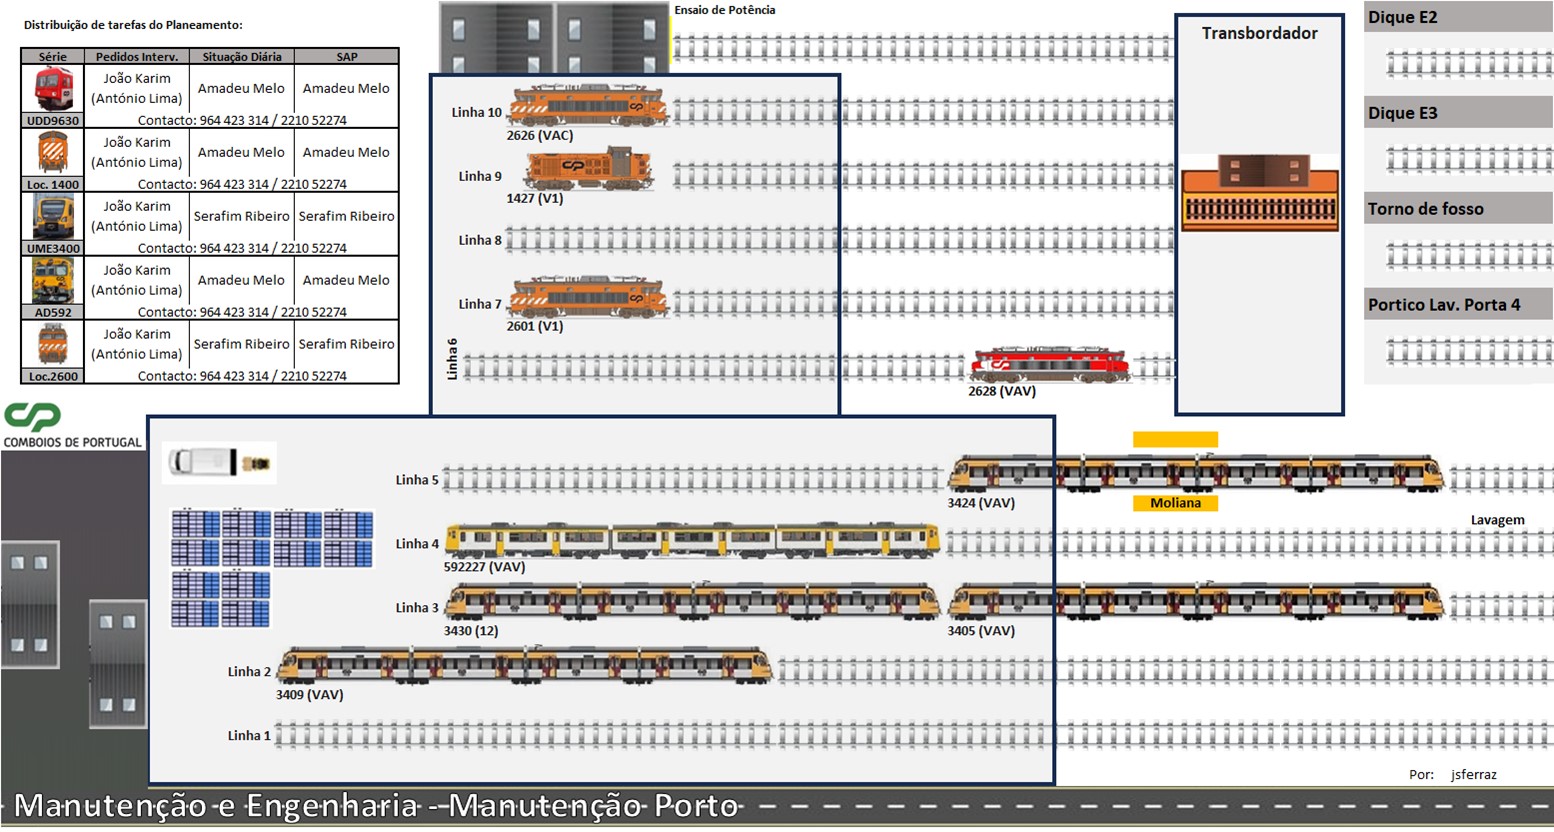 Distribuição de tarefas do Planeamento:
Série Pedidos Interv. Situação Diária SAP
UDD9630 João Karim (António Lima) Amadeu Melo Amadeu Melo
Contacto: 964 423 314 / 2210 52274
Loc. 1400 João Karim (António Lima) Amadeu Melo Amadeu Melo
Contacto: 964 423 314 / 2210 52274
UME3400 João Karim (António Lima) Serafim Ribeiro Serafim Ribeiro
Contacto: 964 423 314 / 2210 52274
AD592 João Karim (António Lima) Amadeu Melo Amadeu Melo
Contacto: 964 423 314 / 2210 52274
Loc.2600 João Karim (António Lima) Serafim Ribeiro Serafim Ribeiro
Contacto: 964 423 314 / 2210 52274
CP
COMBOIOS DE PORTUGAL
Ensaio de Potência
Linha 10
2626 (VAC)
Linha 9
1427 (V1)
Linha 8
Linha 7
2601 (V1)
Linha 6
2628 (VAV)
Transbordador
Dique E2
Dique E3
Torno de fosso
Portico Lav. Porta 4
Linha 5
3424 (VAV)
Moliana
Lavagem
Linha 4
592227 (VAV)
Linha 3
3430 (12)
3405 (VAV)
Linha 2
3409 (VAV)
Linha 1
Por: jsferraz
Manutenção e Engenharia - Manutenção Porto